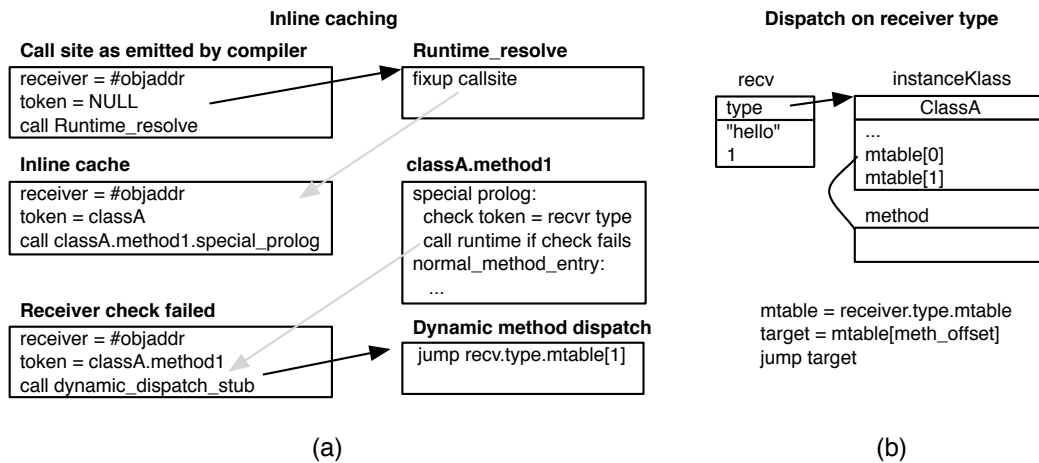 Inline caching
Call site as emitted by compiler
receiver = #objaddr
token = NULL
call Runtime_resolve
Runtime_resolve
fixup callsite
Inline cache
receiver = #objaddr
token = classA
call classA.method1.special_prolog
classA.method1
special prolog:
check token = recvr type
call runtime if check fails
normal_method_entry:
...
Receiver check failed
receiver = #objaddr
token = classA.method1
call dynamic_dispatch_stub
Dynamic method dispatch
jump recv.type.mtable[1]
(a)
Dispatch on receiver type
recv
type
"hello"
1
instanceKlass
ClassA
...
mtable[0]
mtable[1]
method
mtable = receiver.type.mtable
target = mtable[meth_offset]
jump target
(b)